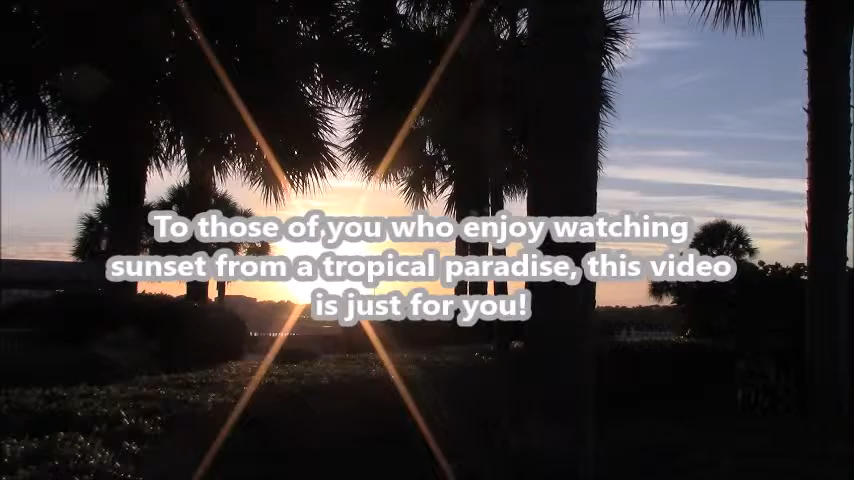 To those of you who enjoy watching
sunset from a tropical paradise, this video
is just for you!